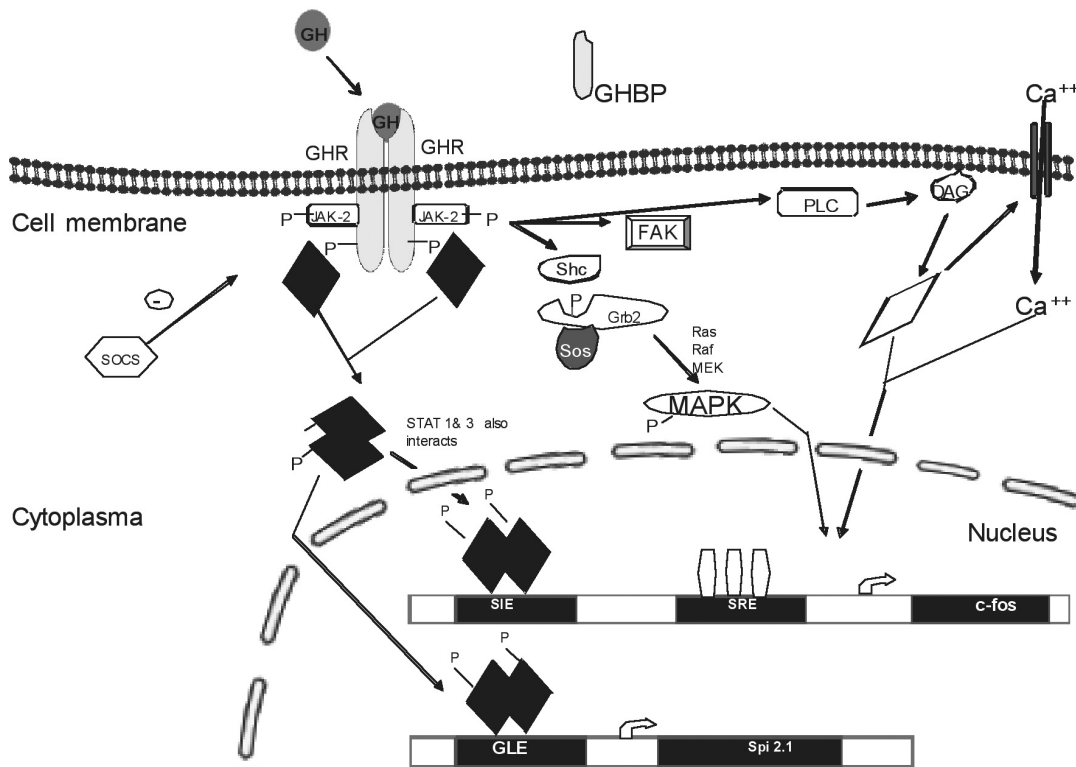 GH
GHBP
Ca++
GH
GHR
GHR
Cell membrane
P
JAK-2
JAK-2
P
P
P
PLC
DAG
FAK
Shc
-
SOCS
P
Grb2
Sos
Ras
Raf
MEK
Ca++
MAPK
P
STAT 1& 3 also
interacts
P
Cytoplasma
Nucleus
P
P
SIE
SRE
c-fos
P
P
GLE
Spi 2.1